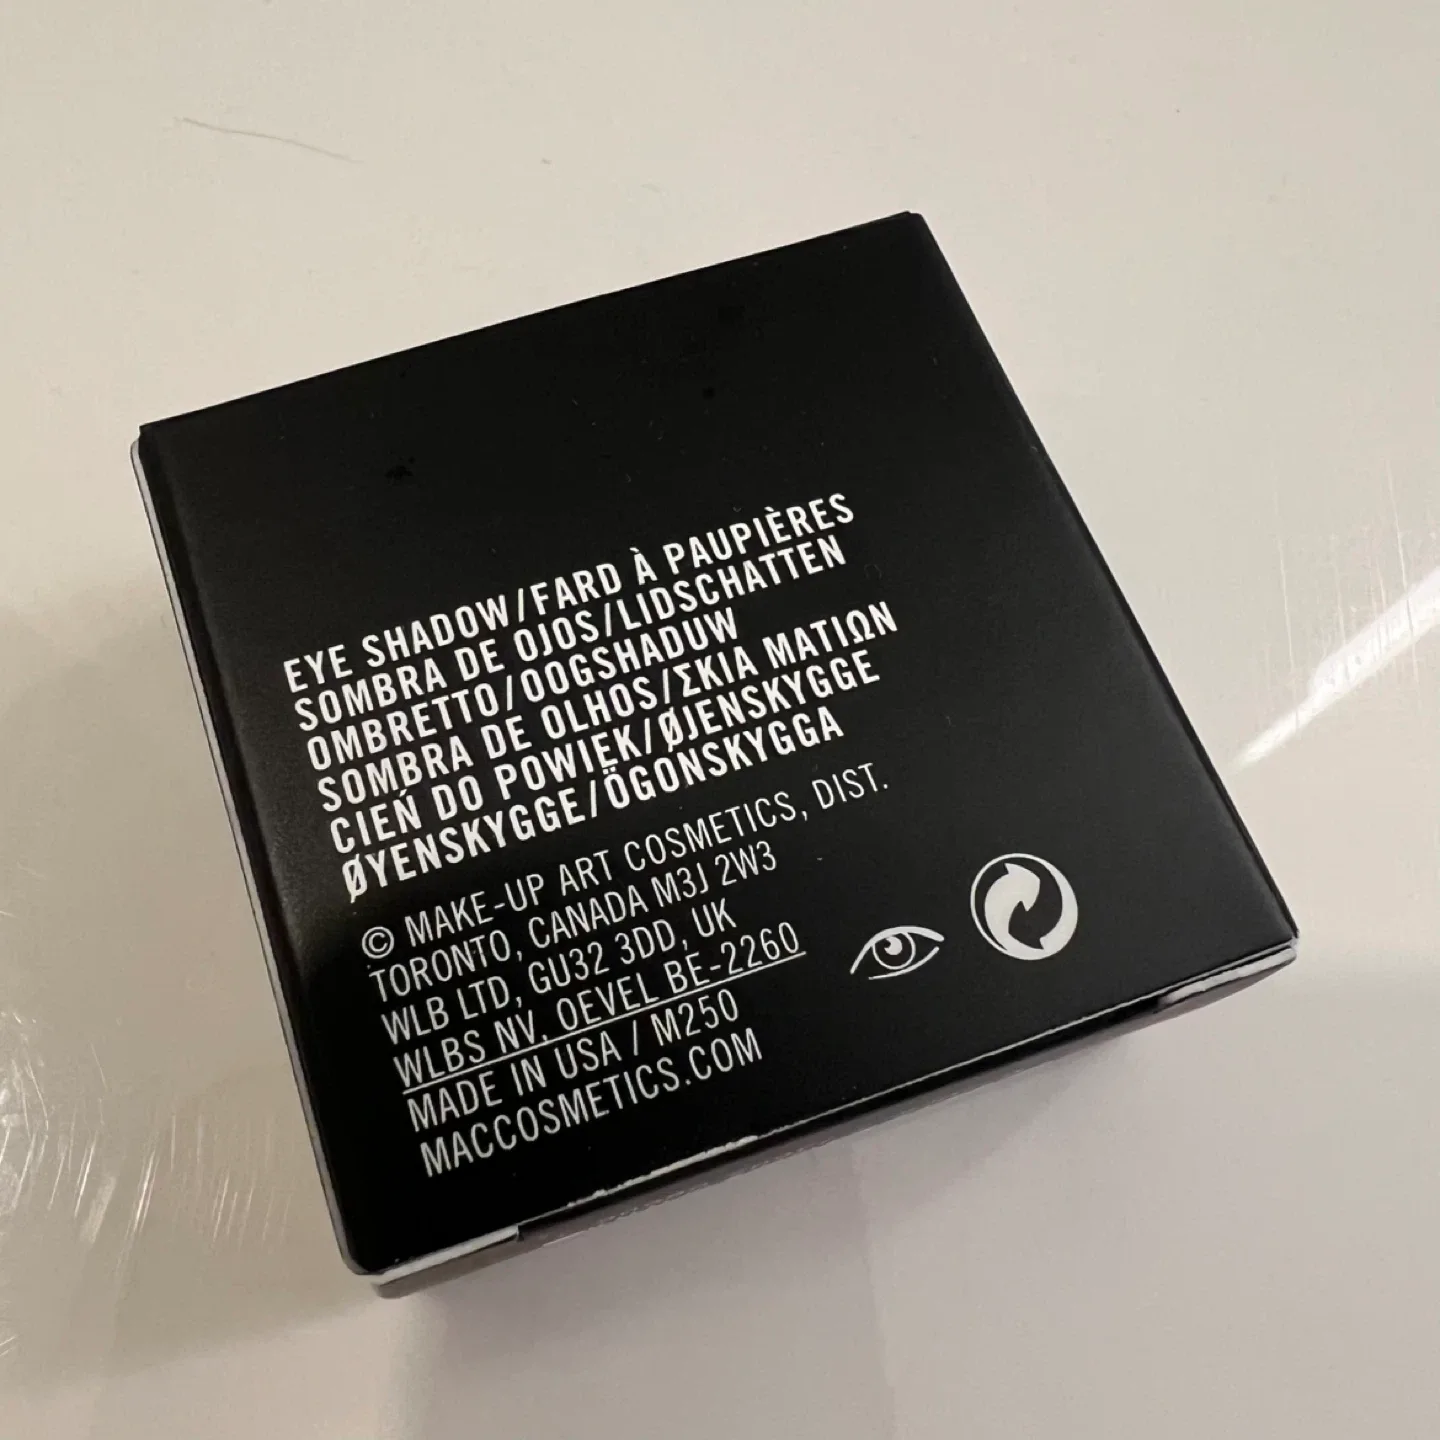 EYE SHADOW/FARD À PAUPIÈRES
SOMBRA DE OJOS/LIDSCHATTEN
OMBRETTO/OOGSHADUW
SOMBRA DE OLHOS/ΣΚΙΑ ΜΑΤΙΩΝ
CIEŃ DO POWIEK/ØJENSKYGGE
ØYENSKYGGE/ÖGONSKYGGA
© MAKE-UP ART COSMETICS, DIST.
TORONTO, CANADA M3J 2W3
WLB LTD, GU32 3DD, UK
WLBS NV, OEVEL BE-2260
MADE IN USA / M250
MACCOSMETICS.COM